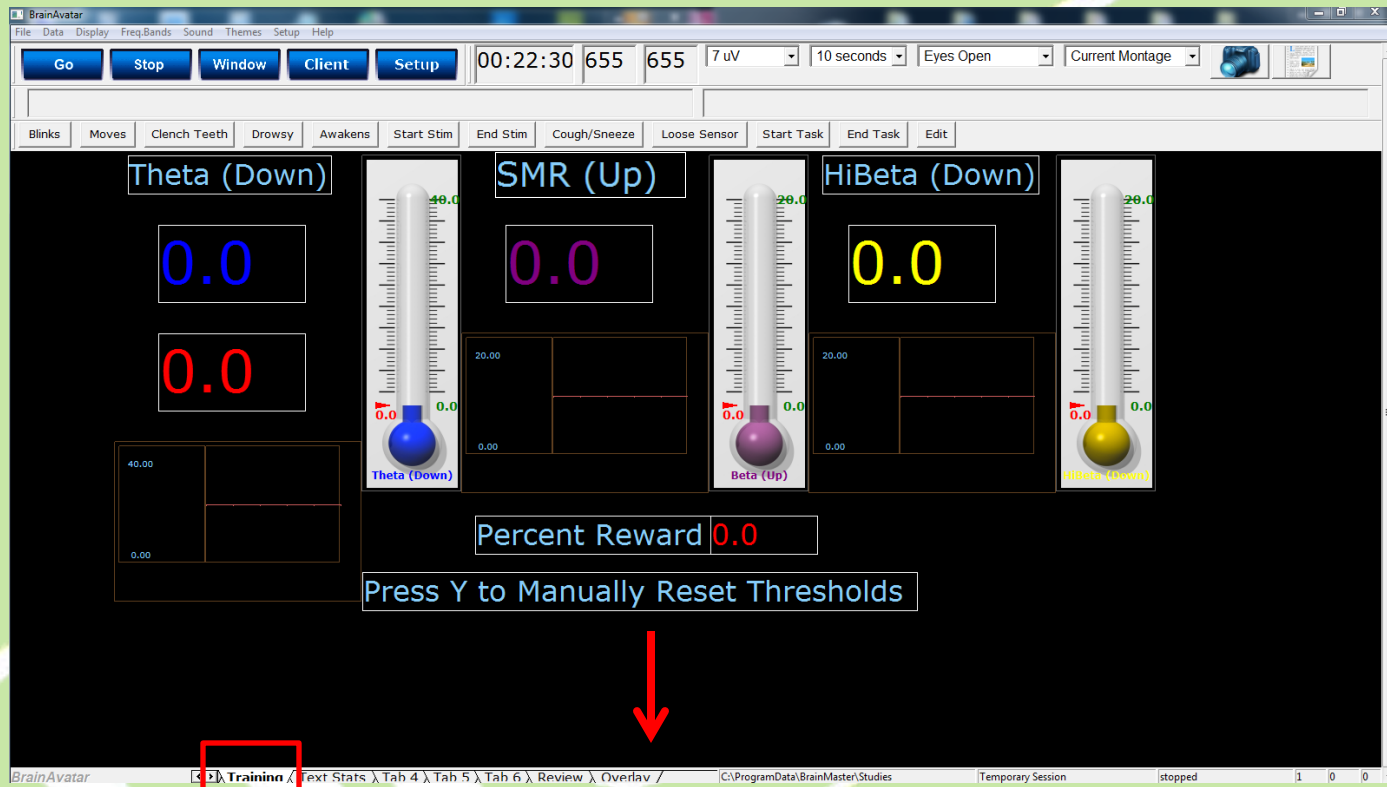 BrainAvatar
File Data Display Freq.Bands Sound Themes Setup Help
Go Stop Window Client Setup 00:22:30 655 655 7 uV 10 seconds Eyes Open Current Montage
Blinks Moves Clench Teeth Drowsy Awakens Start Stim End Stim Cough/Sneeze Loose Sensor Start Task End Task Edit
Theta (Down) SMR (Up) HiBeta (Down)
40.0 20.0 20.0
0.0 0.0 0.0
0.0
20.00 20.00
0.0 0.0 0.0 0.0 0.0 0.0
0.00 0.00
40.00
Theta (Down) Beta (Up) HiBeta (Down)
0.00
Percent Reward 0.0
Press Y to Manually Reset Thresholds
BrainAvatar Training Text Stats Tab 4 Tab 5 Tab 6 Review Overlay C:\ProgramData\BrainMaster\Studies Temporary Session stopped 1 0 0